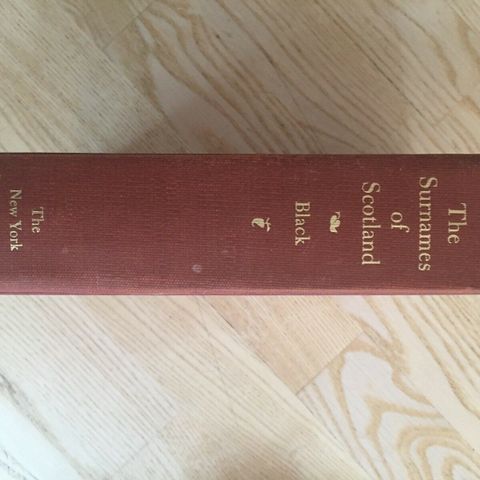 The
Surnames
of
Scotland
Black
The
New York